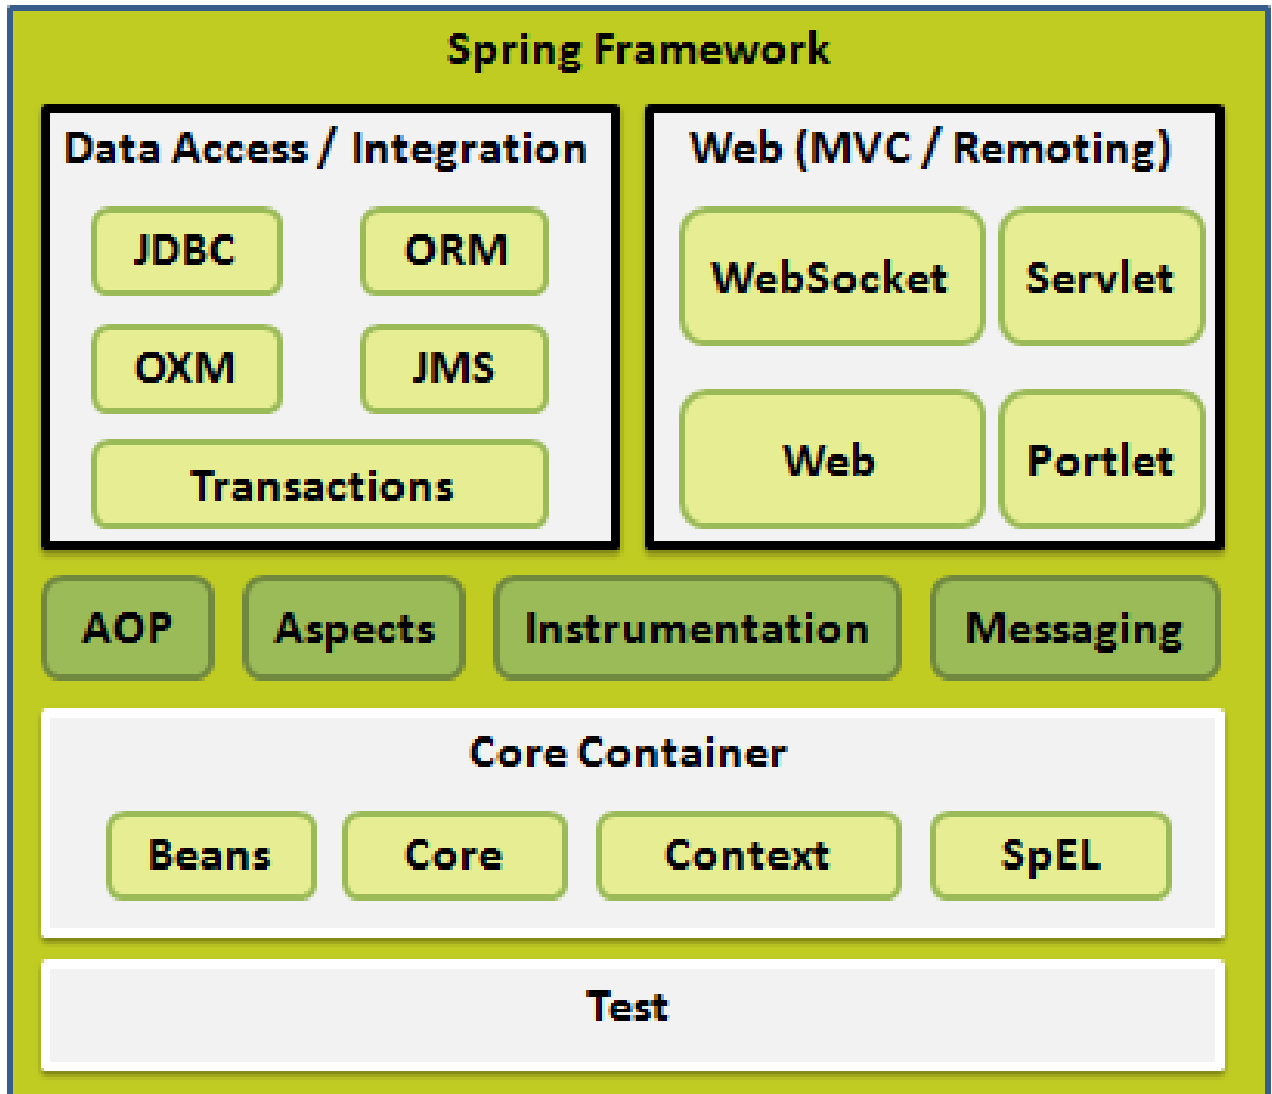 Spring Framework
Data Access / Integration
JDBC
ORM
OXM
JMS
Transactions
Web (MVC / Remoting)
WebSocket
Servlet
Web
Portlet
AOP
Aspects
Instrumentation
Messaging
Core Container
Beans
Core
Context
SpEL
Test